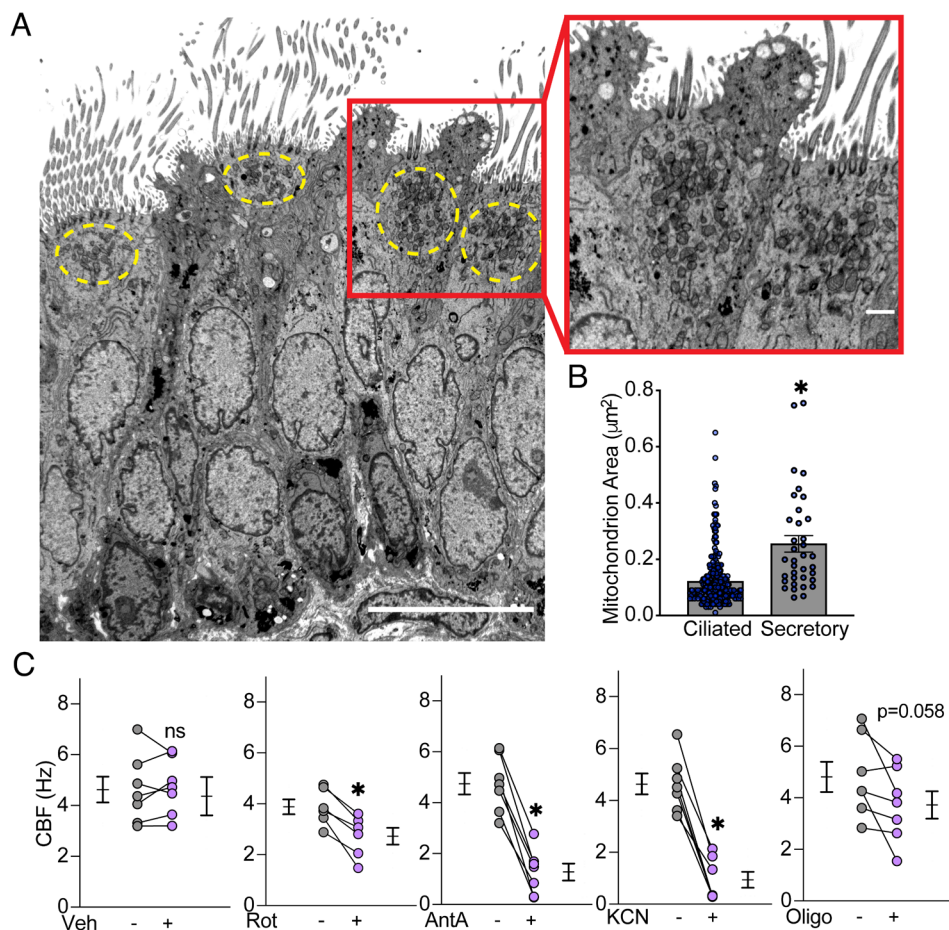 A
B
*
Mitochondrion Area (µm²)
0.8
0.6
0.4
0.2
0.0
Ciliated Secretory
C
CBF (Hz)
8
6
4
2
0
ns
Veh - +
8
6
4
2
0
*
Rot - +
8
6
4
2
0
*
AntA - +
8
6
4
2
0
*
KCN - +
8
6
4
2
0
p=0.058
Oligo - +